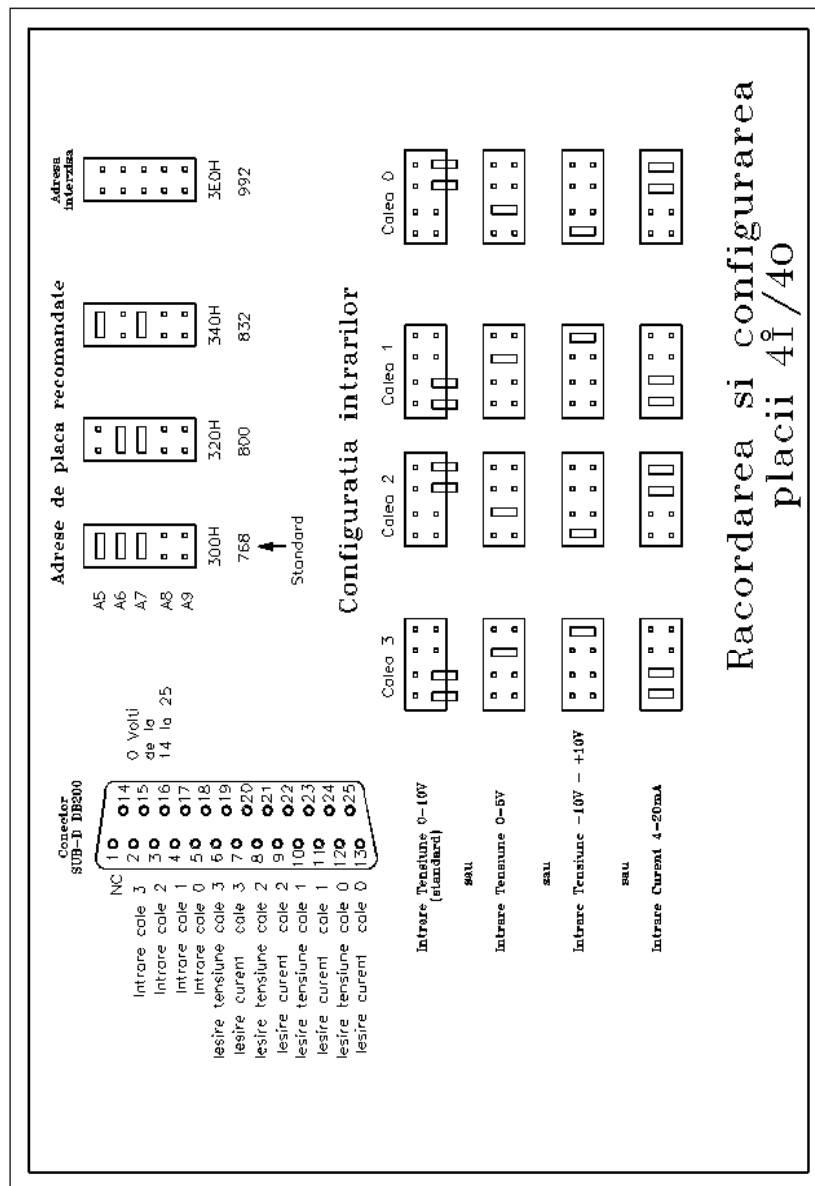 Conector
SUB-D DB200
NC
1 14
2 15
3 16
4 17
5 18
6 19
7 20
8 21
9 22
10 23
11 24
12 25
13
Intrare cale 3
Intrare cale 2
Intrare cale 1
Intrare cale 0
Iesire tensiune cale 3
Iesire curent cale 3
Iesire tensiune cale 2
Iesire curent cale 2
Iesire tensiune cale 1
Iesire curent cale 1
Iesire tensiune cale 0
Iesire curent cale 0
0 Volti
de la
14 la 25
Adrese de placa recomandate
Adresa
interzisa
A5
A6
A7
A8
A9
300H 320H 340H 3E0H
768 800 832 992
Standard
Configuratia intrarilor
Calea 3 Calea 2 Calea 1 Calea 0
Intrare Tensiune 0-10V
(standard)
sau
Intrare Tensiune 0-5V
sau
Intrare Tensiune -10V - +10V
sau
Intrare Curent 4-20mA
Racordarea si configurarea
placii 4I/4O